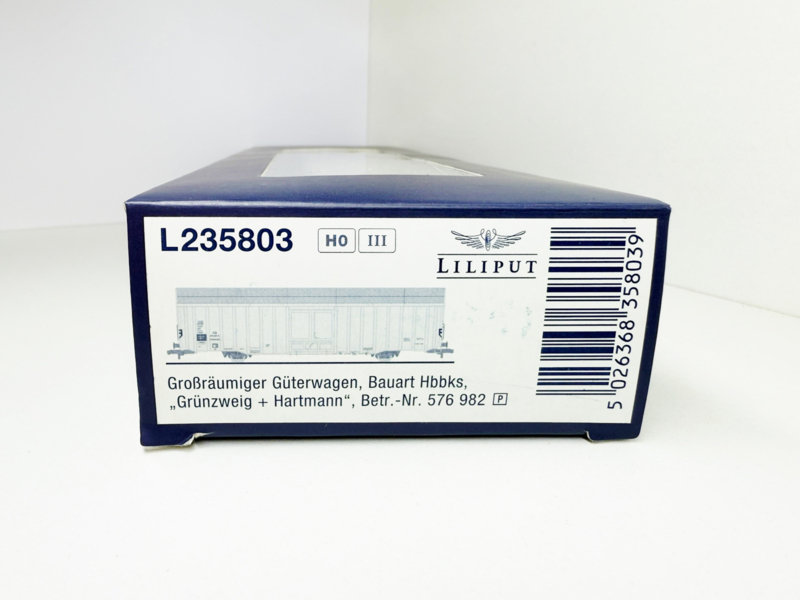 L235803 H0 III
LILIPUT
Großräumiger Güterwagen, Bauart Hbbks,
„Grünzweig + Hartmann“, Betr.-Nr. 576 982 P
5 026368 358039